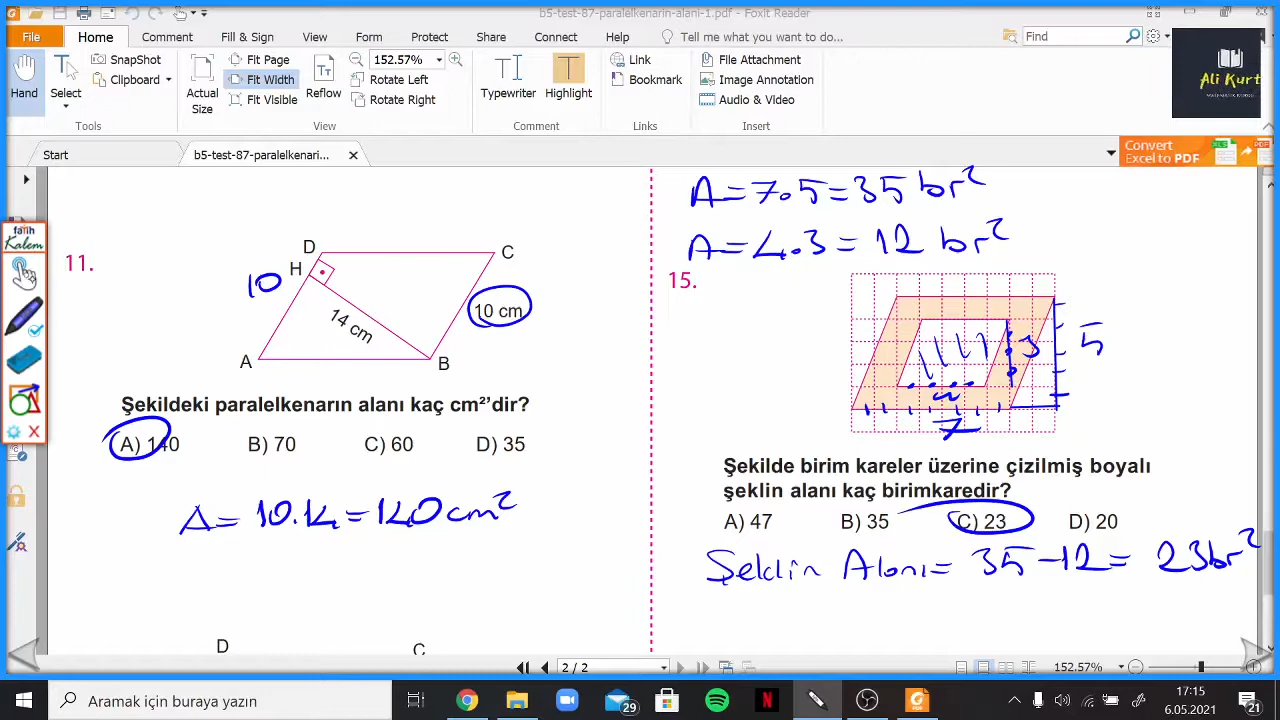 b5-test-87-paralelkenarin-alani-1.pdf - Foxit Reader
File Home Comment Fill & Sign View Form Protect Share Connect Help Tell me what you want to do... Find
Hand
Select
SnapShot
Clipboard
Tools
Actual Size
Fit Page
Fit Width
Fit Visible
Reflow
152.57%
Rotate Left
Rotate Right
View
Typewriter
Highlight
Comment
Link
Bookmark
Links
File Attachment
Image Annotation
Audio & Video
Insert
Ali Kurt
Start
b5-test-87-paralelkenari...
Convert
Excel to PDF
fatih
Kalem
11.
D
C
H
10
10 cm
14 cm
A
B
Şekildeki paralelkenarın alanı kaç cm²'dir?
A) 140 B) 70 C) 60 D) 35
A = 10.14 = 140 cm²
D
C
A = 7.5 = 35 br²
A = 4.3 = 12 br²
15.
3
5
4
7
Şekilde birim kareler üzerine çizilmiş boyalı
şeklin alanı kaç birimkaredir?
A) 47 B) 35 C) 23 D) 20
Şeklin Alanı = 35 - 12 = 23 br²
2 / 2
152.57%
Aramak için buraya yazın
29
17:15
6.05.2021
21